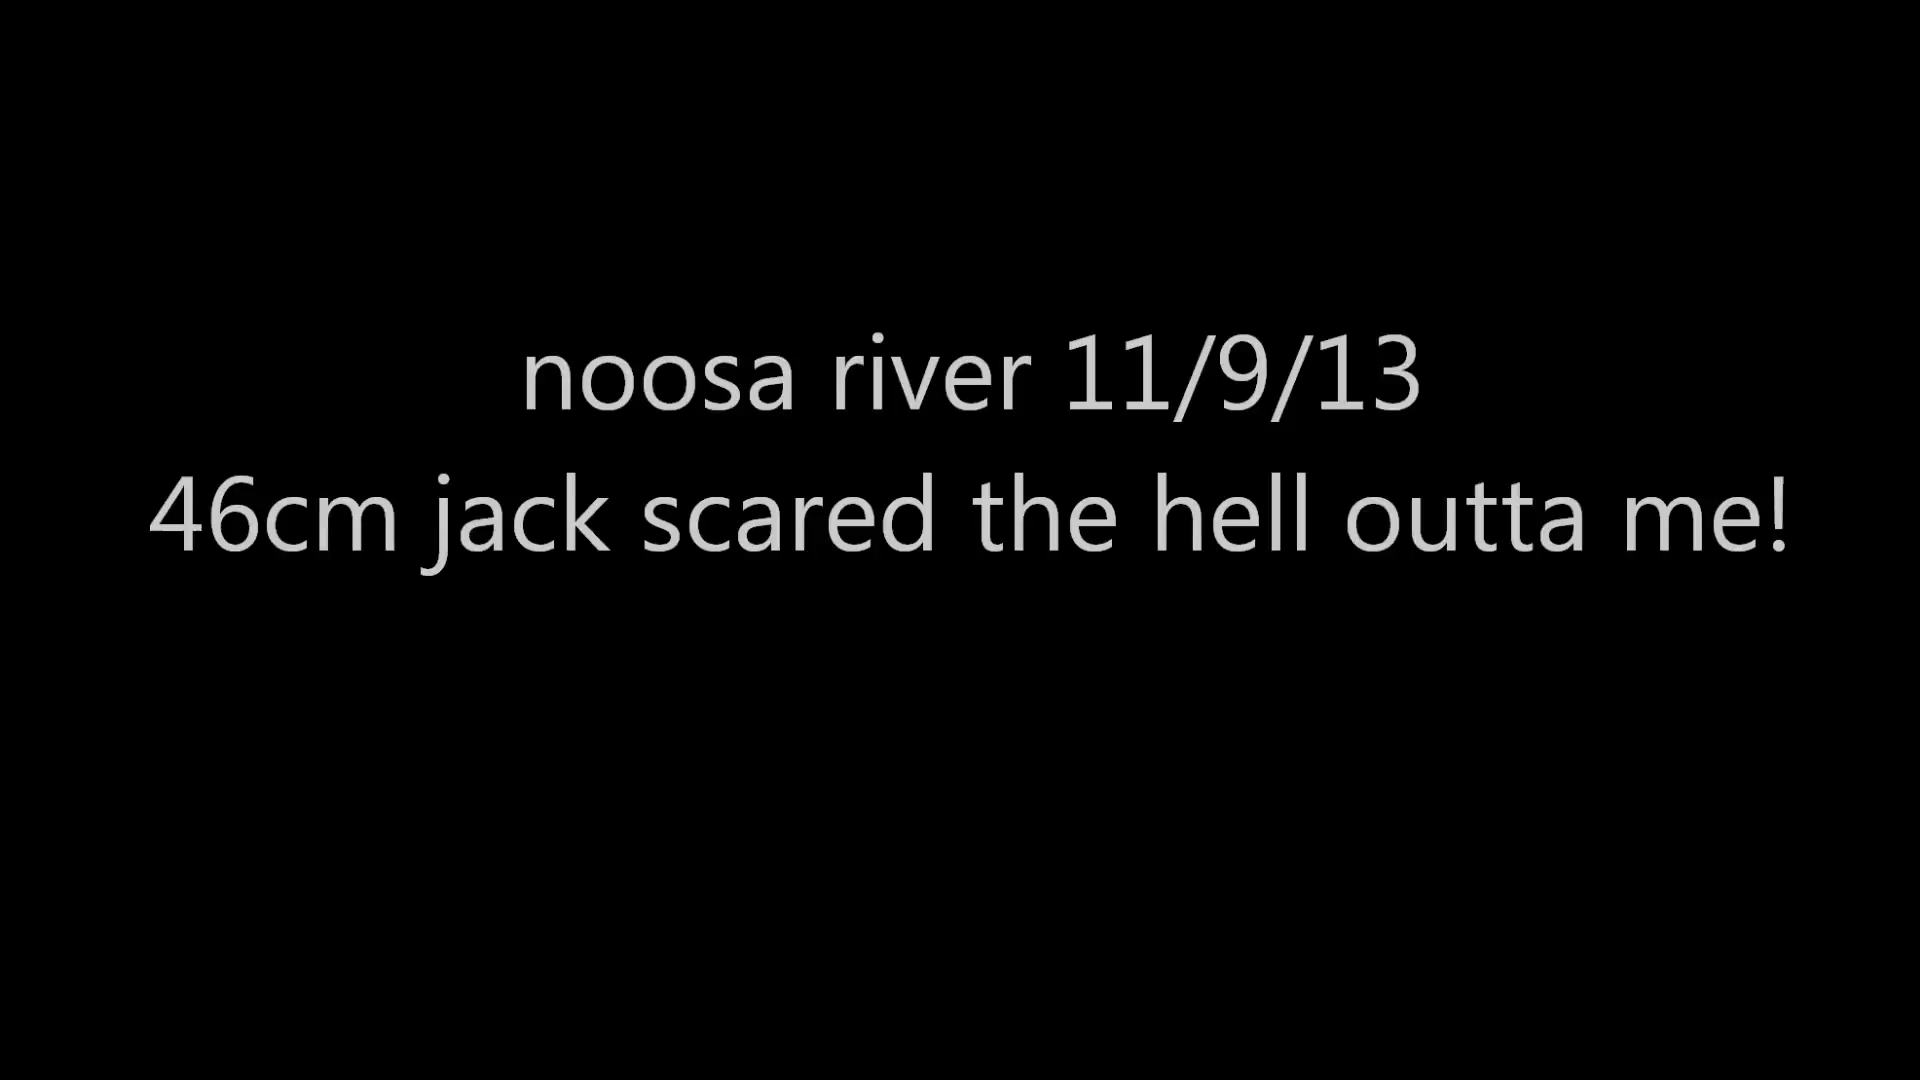 noosa river 11/9/13
46cm jack scared the hell outta me!